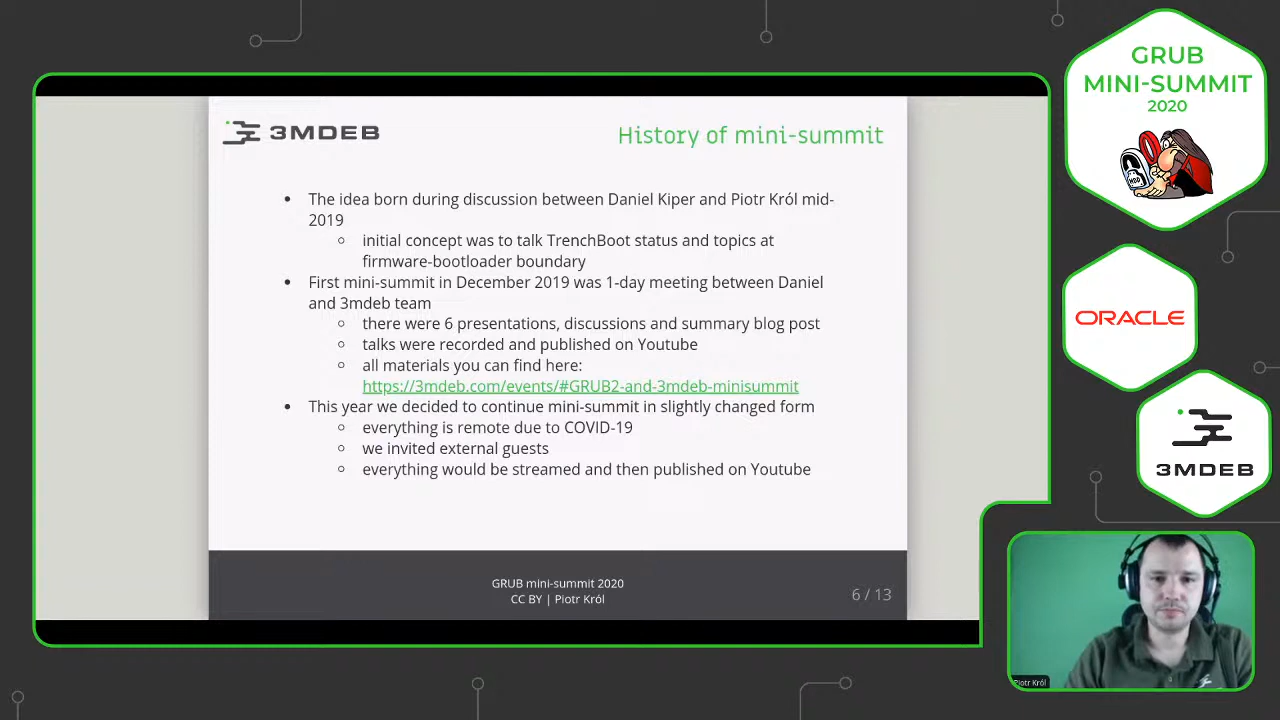 GRUB
MINI-SUMMIT
2020
3MDEB
History of mini-summit
The idea born during discussion between Daniel Kiper and Piotr Król mid-
2019
initial concept was to talk TrenchBoot status and topics at
firmware-bootloader boundary
First mini-summit in December 2019 was 1-day meeting between Daniel
and 3mdeb team
there were 6 presentations, discussions and summary blog post
talks were recorded and published on Youtube
all materials you can find here:
https://3mdeb.com/events/#GRUB2-and-3mdeb-minisummit
This year we decided to continue mini-summit in slightly changed form
everything is remote due to COVID-19
we invited external guests
everything would be streamed and then published on Youtube
GRUB mini-summit 2020
CC BY | Piotr Król
6 / 13
ORACLE
3MDEB
Piotr Król